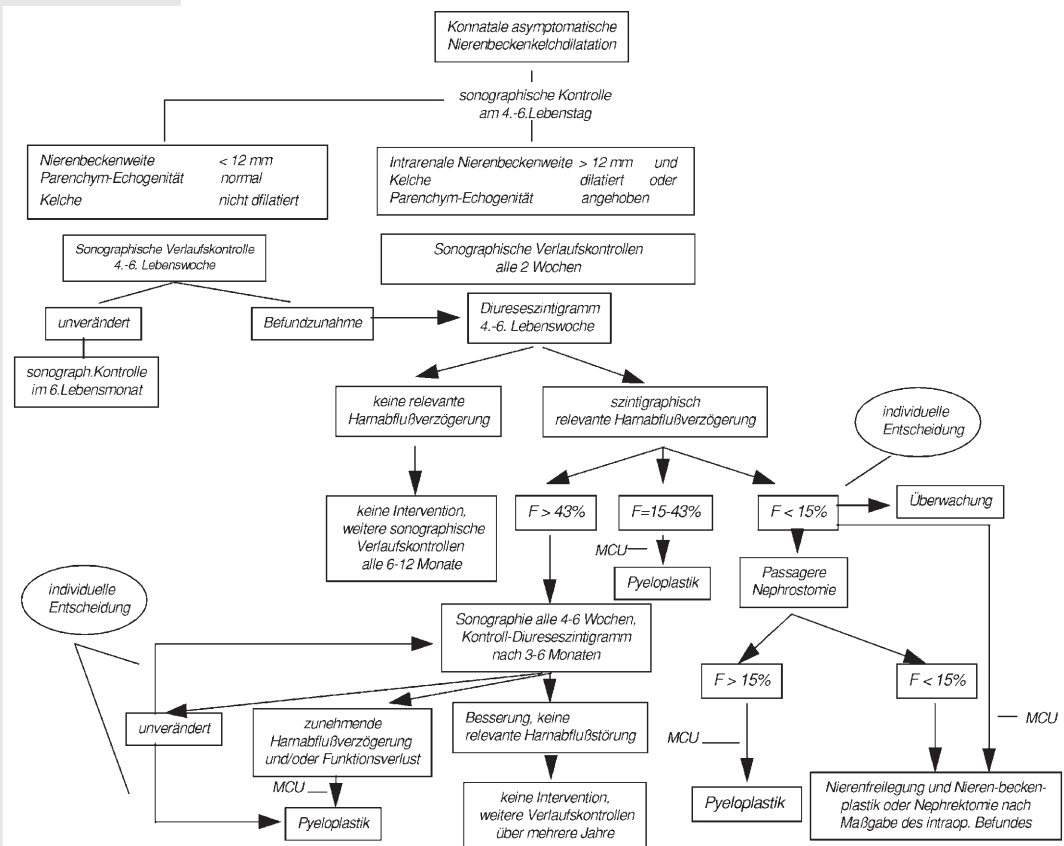 Konnatale asymptomatische
Nierenbeckenkelchdilatation
sonographische Kontrolle
am 4.-6.Lebenstag
Nierenbeckenweite < 12 mm
Parenchym-Echogenität normal
Kelche nicht dfilatiert
Intrarenale Nierenbeckenweite > 12 mm und
Kelche dilatiert oder
Parenchym-Echogenität angehoben
Sonographische Verlaufskontrolle
4.-6. Lebenswoche
Sonographische Verlaufskontrollen
alle 2 Wochen
unverändert
Befundzunahme
Diureseszintigramm
4.-6. Lebenswoche
sonograph.Kontrolle
im 6.Lebensmonat
keine relevante
Harnabflußverzögerung
szintigraphisch
relevante Harnabflußverzögerung
individuelle
Entscheidung
keine Intervention,
weitere sonographische
Verlaufskontrollen
alle 6-12 Monate
F > 43%
F=15-43%
F < 15%
Überwachung
MCU
Pyeloplastik
Passagere
Nephrostomie
individuelle
Entscheidung
Sonographie alle 4-6 Wochen,
Kontroll-Diureseszintigramm
nach 3-6 Monaten
F > 15%
F < 15%
unverändert
zunehmende
Harnabflußverzögerung
und/oder Funktionsverlust
Besserung, keine
relevante Harnabflußstörung
MCU
MCU
MCU
Pyeloplastik
keine Intervention,
weitere Verlaufskontrollen
über mehrere Jahre
Pyeloplastik
Nierenfreilegung und Nieren-becken-
plastik oder Nephrektomie nach
Maßgabe des intraop. Befundes